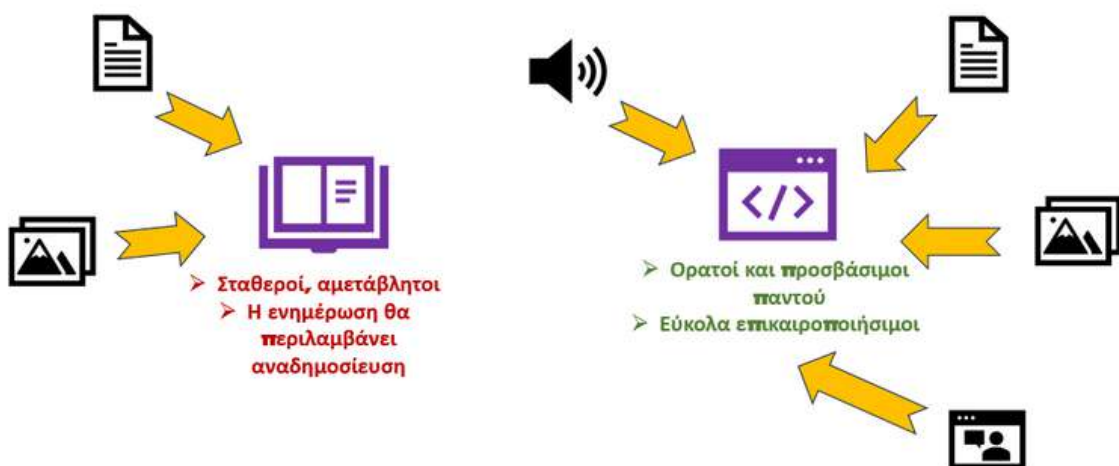 Σταθεροί, αμετάβλητοι
Η ενημέρωση θα
περιλαμβάνει
αναδημοσίευση
Ορατοί και προσβάσιμοι
παντού
Εύκολα επικαιροποιήσιμοι